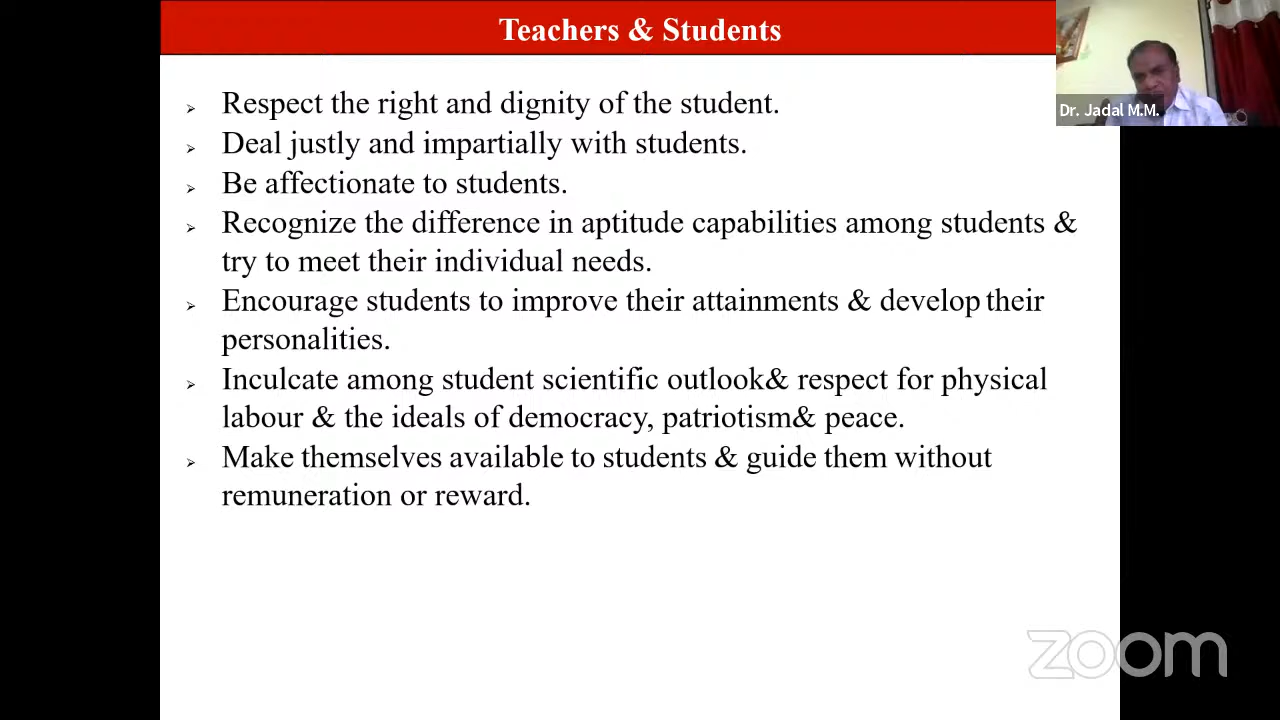 Teachers & Students
Dr. Jadal M.M.
Respect the right and dignity of the student.
Deal justly and impartially with students.
Be affectionate to students.
Recognize the difference in aptitude capabilities among students &
try to meet their individual needs.
Encourage students to improve their attainments & develop their
personalities.
Inculcate among student scientific outlook& respect for physical
labour & the ideals of democracy, patriotism& peace.
Make themselves available to students & guide them without
remuneration or reward.
zoom